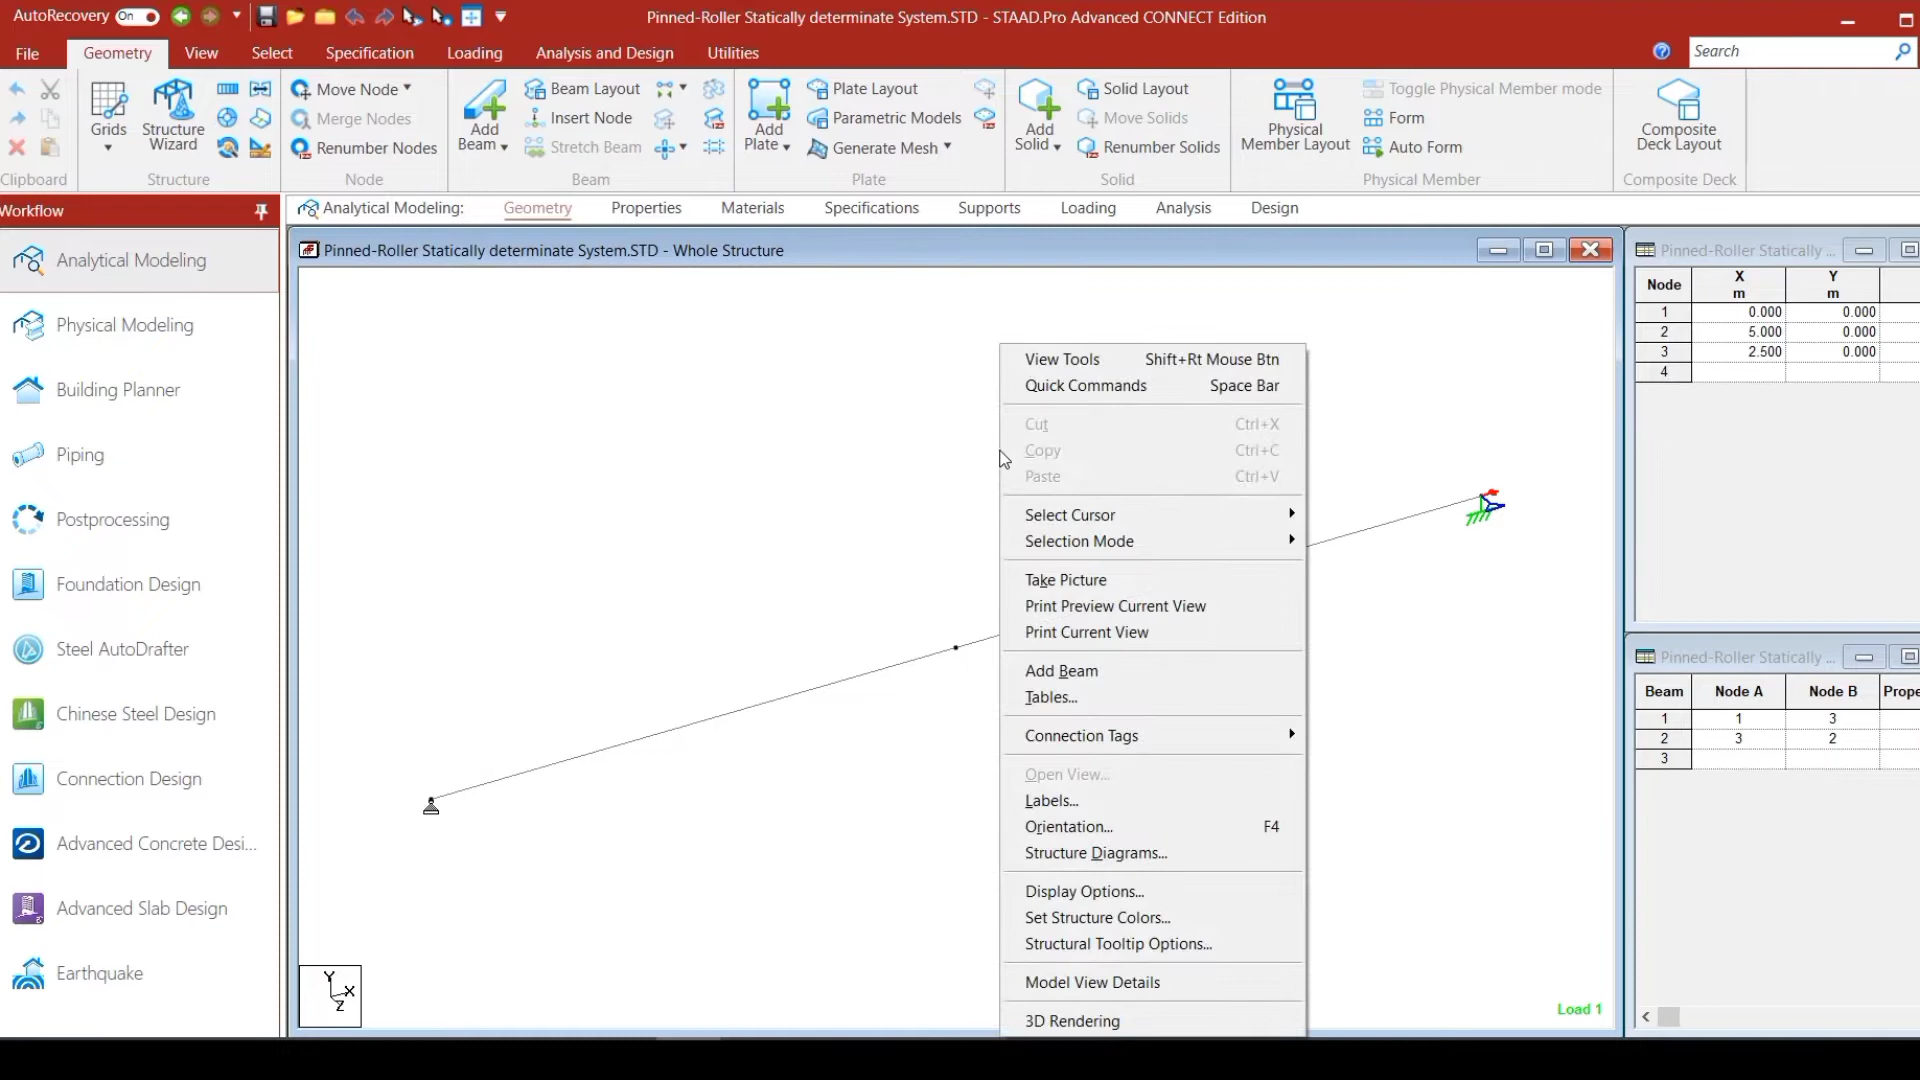 AutoRecovery On
Pinned-Roller Statically determinate System.STD - STAAD.Pro Advanced CONNECT Edition
File Geometry View Select Specification Loading Analysis and Design Utilities
Search
Grids
Structure Wizard
Structure
Clipboard
Move Node
Merge Nodes
Renumber Nodes
Node
Add Beam
Beam Layout
Insert Node
Stretch Beam
Beam
Add Plate
Plate Layout
Parametric Models
Generate Mesh
Plate
Add Solid
Solid Layout
Move Solids
Renumber Solids
Solid
Physical Member Layout
Toggle Physical Member mode
Form
Auto Form
Physical Member
Composite Deck Layout
Composite Deck
Workflow
Analytical Modeling: Geometry Properties Materials Specifications Supports Loading Analysis Design
Analytical Modeling
Physical Modeling
Building Planner
Piping
Postprocessing
Foundation Design
Steel AutoDrafter
Chinese Steel Design
Connection Design
Advanced Concrete Desi...
Advanced Slab Design
Earthquake
Pinned-Roller Statically determinate System.STD - Whole Structure
View Tools Shift+Rt Mouse Btn
Quick Commands Space Bar
Cut Ctrl+X
Copy Ctrl+C
Paste Ctrl+V
Select Cursor
Selection Mode
Take Picture
Print Preview Current View
Print Current View
Add Beam
Tables...
Connection Tags
Open View...
Labels...
Orientation... F4
Structure Diagrams...
Display Options...
Set Structure Colors...
Structural Tooltip Options...
Model View Details
3D Rendering
Y
X
Z
Load 1
Pinned-Roller Statically ...
Node X m Y m
1 0.000 0.000
2 5.000 0.000
3 2.500 0.000
4
Pinned-Roller Statically ...
Beam Node A Node B Prope
1 1 3
2 3 2
3